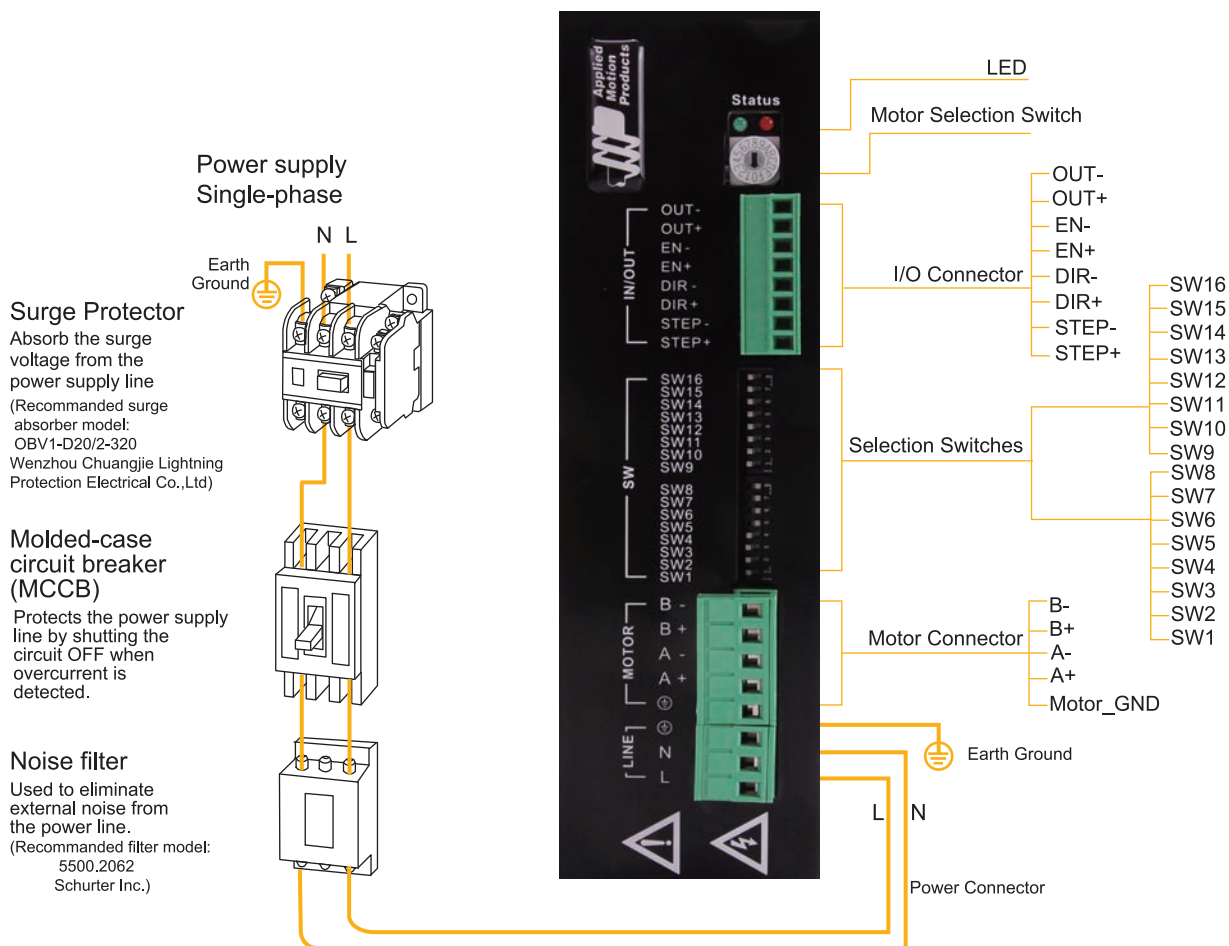 Power supply
Single-phase
N L
Earth
Ground
Surge Protector
Absorb the surge
voltage from the
power supply line
(Recommanded surge
absorber model:
OBV1-D20/2-320
Wenzhou Chuangjie Lightning
Protection Electrical Co.,Ltd)
Molded-case
circuit breaker
(MCCB)
Protects the power supply
line by shutting the
circuit OFF when
overcurrent is
detected.
Noise filter
Used to eliminate
external noise from
the power line.
(Recommanded filter model:
5500.2062
Schurter Inc.)
Applied
Motion
Products
Status
IN/OUT
OUT-
OUT+
EN-
EN+
DIR-
DIR+
STEP-
STEP+
SW
SW16
SW15
SW14
SW13
SW12
SW11
SW10
SW9
SW8
SW7
SW6
SW5
SW4
SW3
SW2
SW1
MOTOR
B -
B +
A -
A +
LINE
N
L
LED
Motor Selection Switch
I/O Connector
OUT-
OUT+
EN-
EN+
DIR-
DIR+
STEP-
STEP+
Selection Switches
SW16
SW15
SW14
SW13
SW12
SW11
SW10
SW9
SW8
SW7
SW6
SW5
SW4
SW3
SW2
SW1
Motor Connector
B-
B+
A-
A+
Motor_GND
Earth Ground
L N
Power Connector